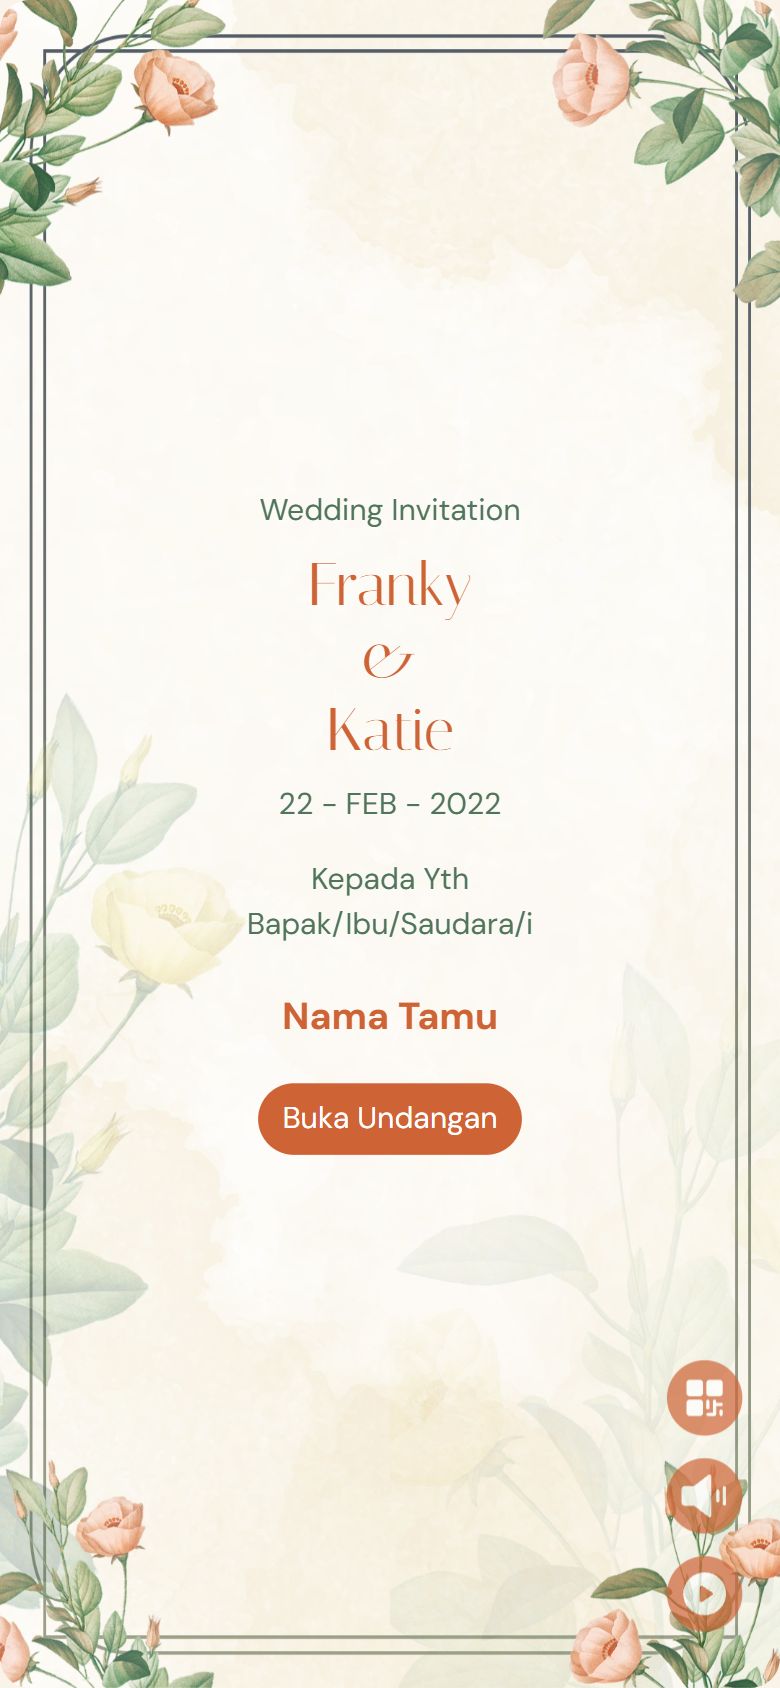 Wedding Invitation
Franky
&
Katie
22 - FEB - 2022
Kepada Yth
Bapak/Ibu/Saudara/i
Nama Tamu
Buka Undangan